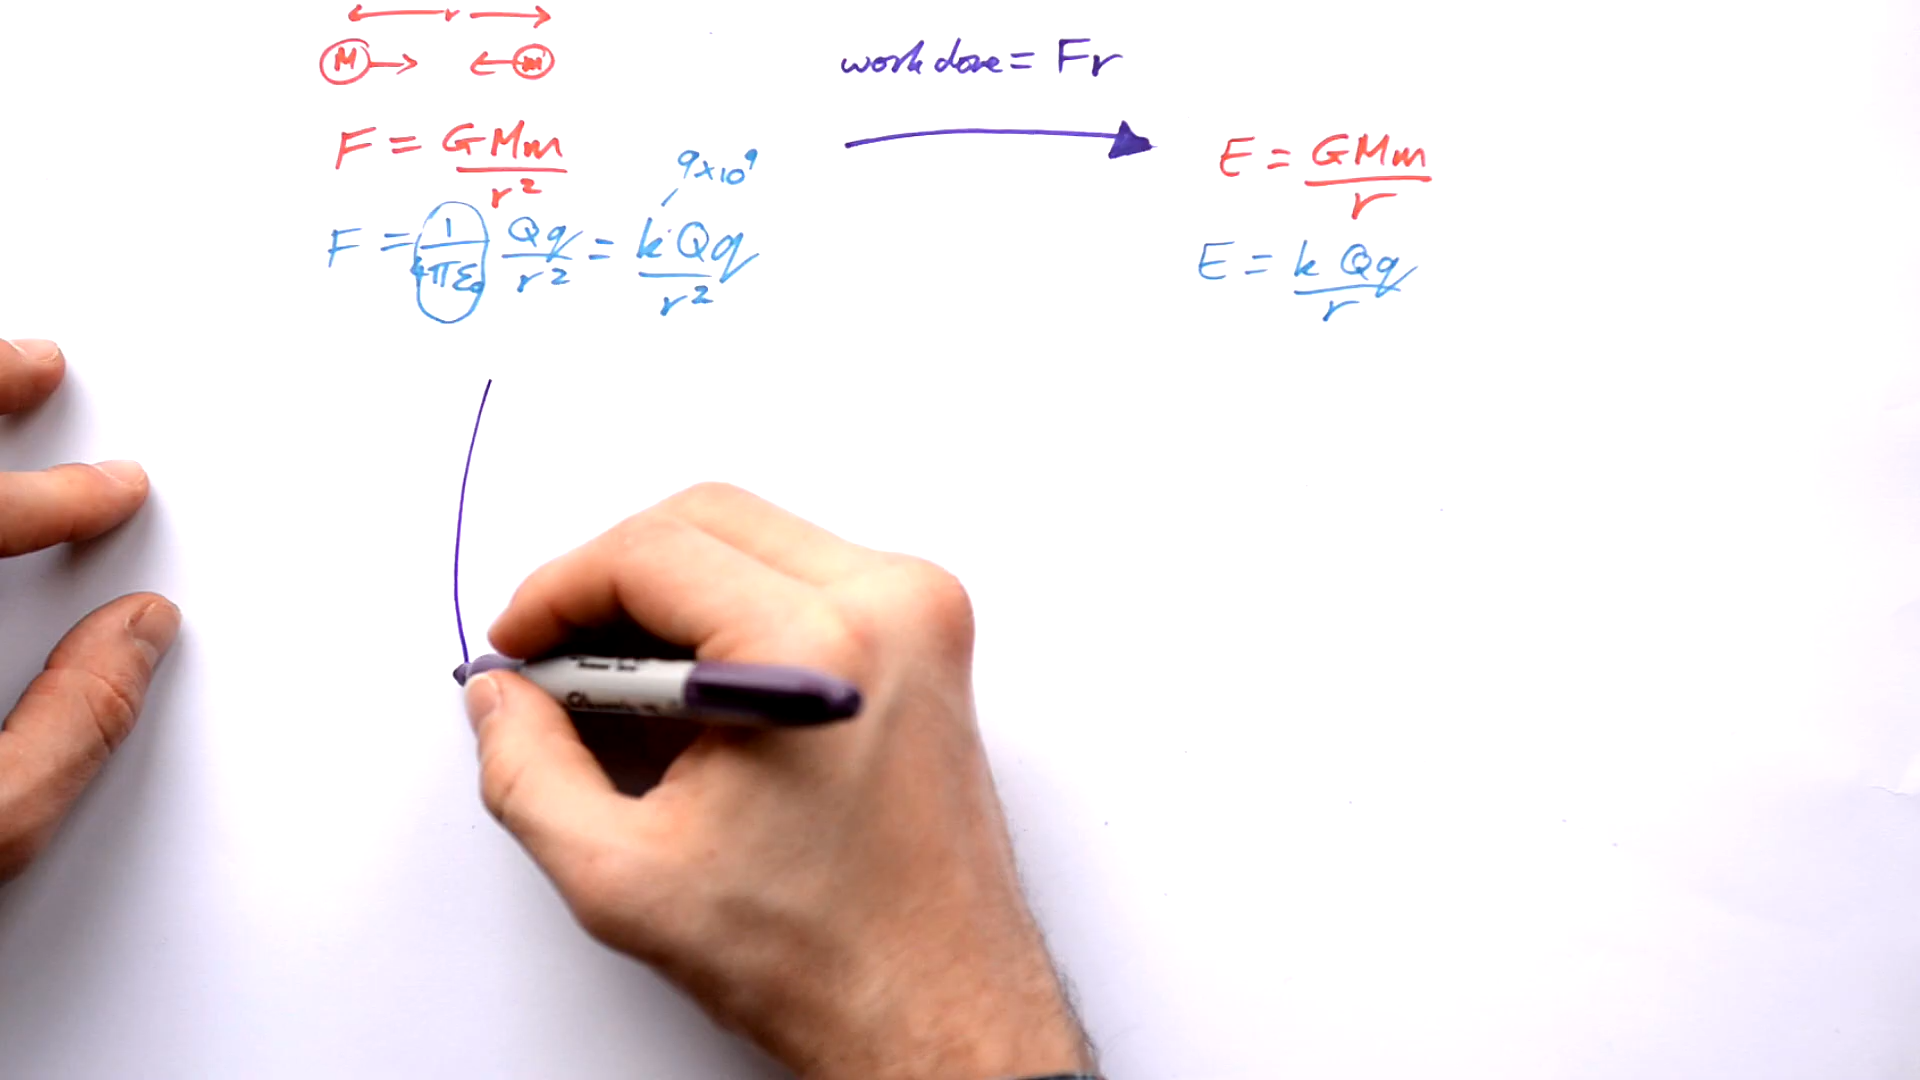 r
M m
work done = Fr
F = GMm/r²
9×10⁹
E = GMm/r
F = 1/4πε₀ Qq/r² = kQq/r²
E = kQq/r